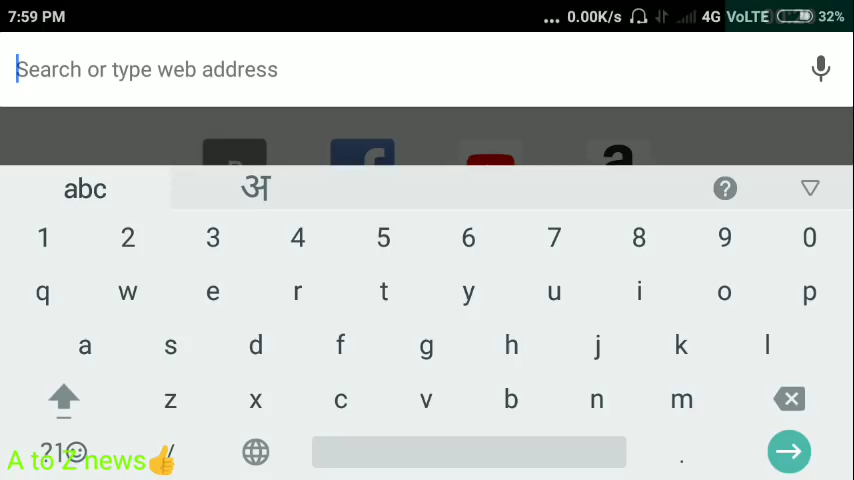 7:59 PM ... 0.00K/s 4G VoLTE 32%
Search or type web address
abc अ ?
1 2 3 4 5 6 7 8 9 0
q w e r t y u i o p
a s d f g h j k l
z x c v b n m
?1☺ / .
A to Z news👍